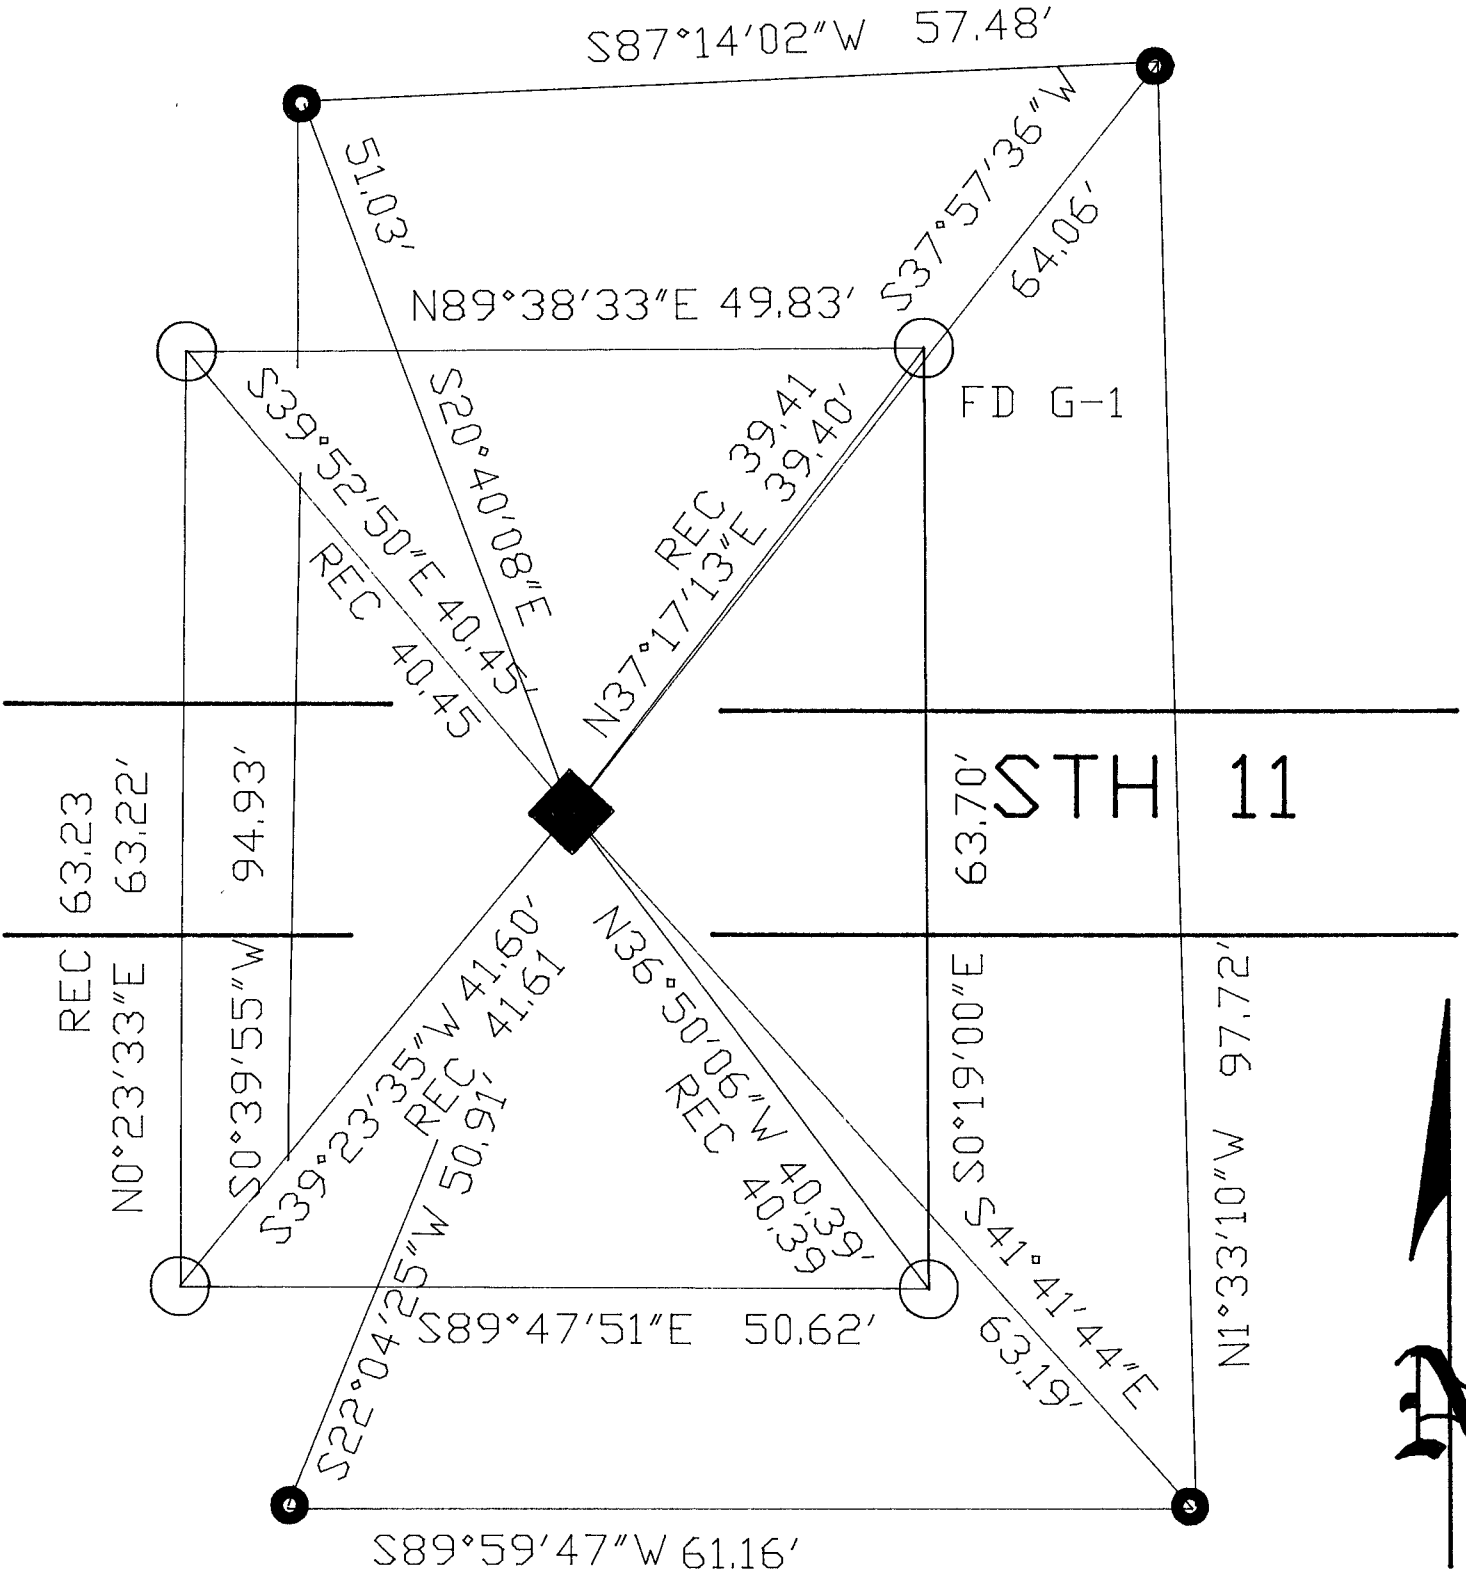 S87°14'02"W 57.48'
51.03'
S37°57'36"W
64.06'
N89°38'33"E 49.83'
FD G-1
S39°52'50"E 40.45'
REC 40.45
S20°40'08"E
REC 39.41
N37°17'13"E 39.40'
STH 11
REC 63.23
N0°23'33"E 63.22'
S0°39'55"W 94.93'
63.70'
S0°19'00"E
N1°33'10"W 97.72'
S39°23'35"W 41.60'
REC 41.61
N36°50'06"W 40.39'
REC 40.39
S22°04'25"W 50.91'
S41°41'44"E
63.19'
S89°47'51"E 50.62'
S89°59'47"W 61.16'
N